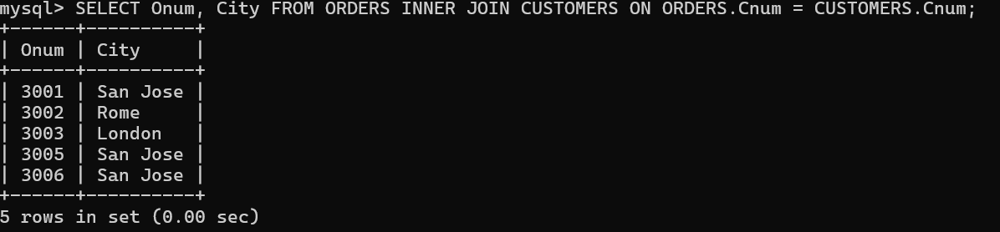 mysql> SELECT Onum, City FROM ORDERS INNER JOIN CUSTOMERS ON ORDERS.Cnum = CUSTOMERS.Cnum;
+------+----------+
| Onum | City     |
+------+----------+
| 3001 | San Jose |
| 3002 | Rome     |
| 3003 | London   |
| 3005 | San Jose |
| 3006 | San Jose |
+------+----------+
5 rows in set (0.00 sec)